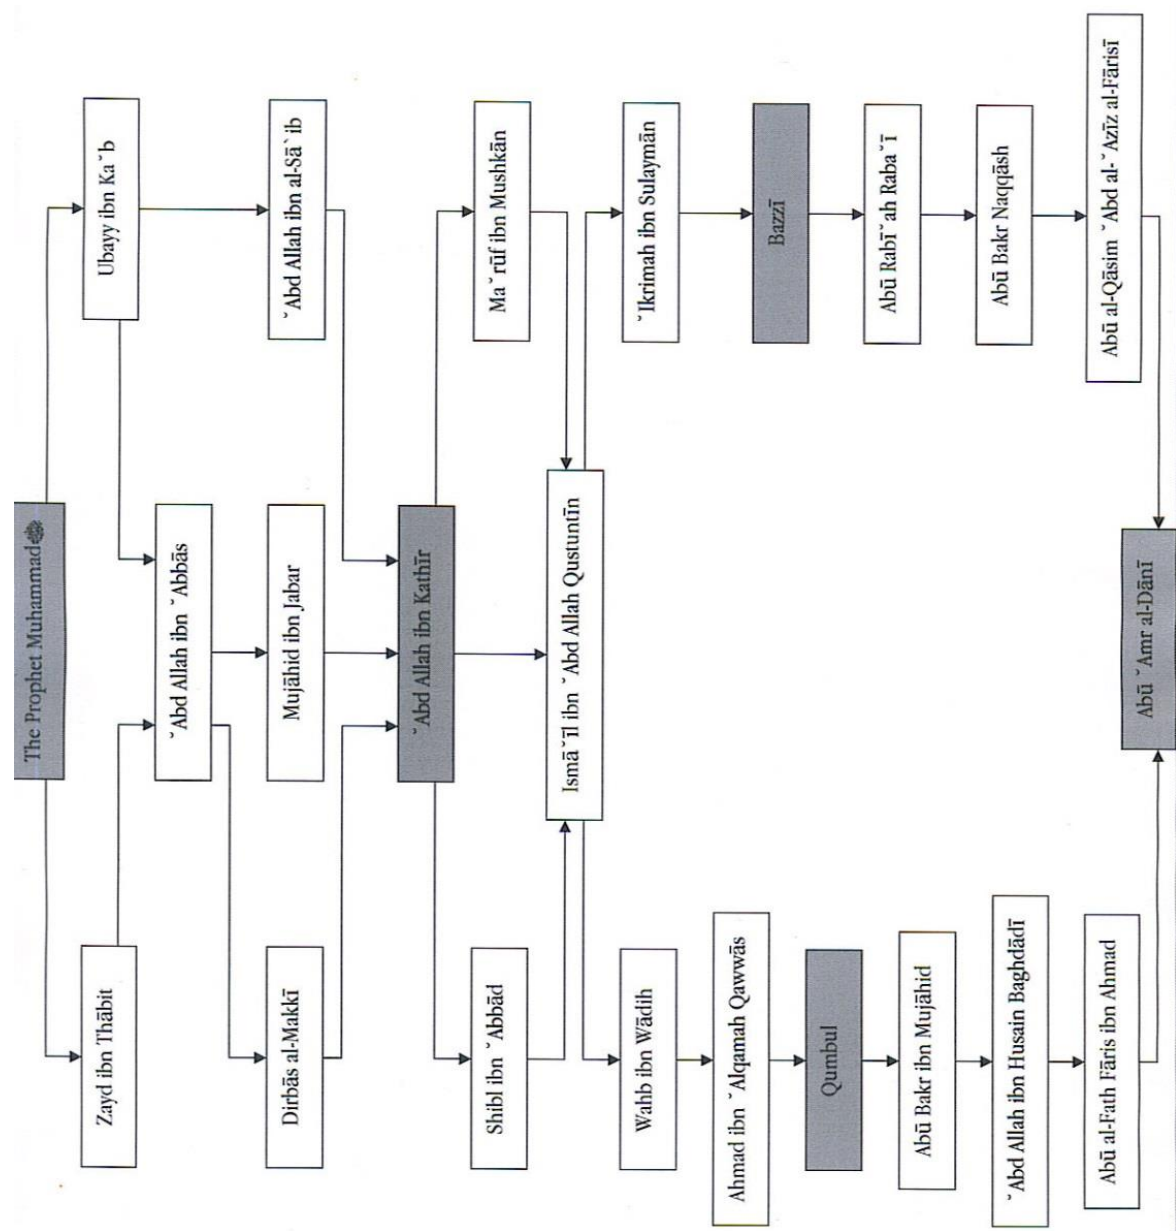 The Prophet Muhammad ﷺ
Zayd ibn Thābit
Ubayy ibn Ka˘b
˘Abd Allah ibn ˘Abbās
Dirbās al-Makkī
Mujāhid ibn Jabar
˘Abd Allah ibn al-Sā`ib
˘Abd Allah ibn Kathīr
Shibl ibn ˘Abbād
Ma˘rūf ibn Mushkān
Ismā˘īl ibn ˘Abd Allah Qustuntīn
Wahb ibn Wādih
˘Ikrimah ibn Sulaymān
Ahmad ibn ˘Alqamah Qawwās
Bazzī
Qumbul
Abū Rabī˘ah Raba˘ī
Abū Bakr ibn Mujāhid
Abū Bakr Naqqāsh
˘Abd Allah ibn Husain Baghdādī
Abū al-Fath Fāris ibn Ahmad
Abū al-Qāsim ˘Abd al-˘Azīz al-Fārisī
Abū ˘Amr al-Dānī